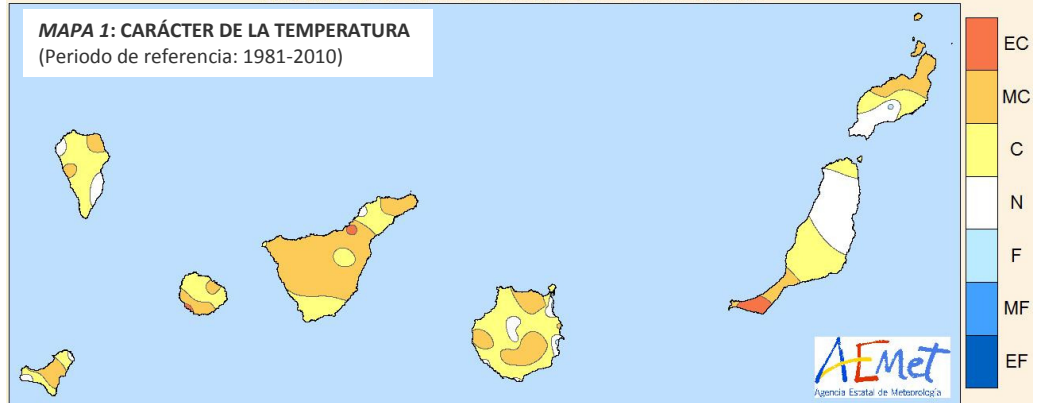 MAPA 1: CARÁCTER DE LA TEMPERATURA
(Periodo de referencia: 1981-2010)
EC
MC
C
N
F
MF
EF
AEMet
Agencia Estatal de Meteorología